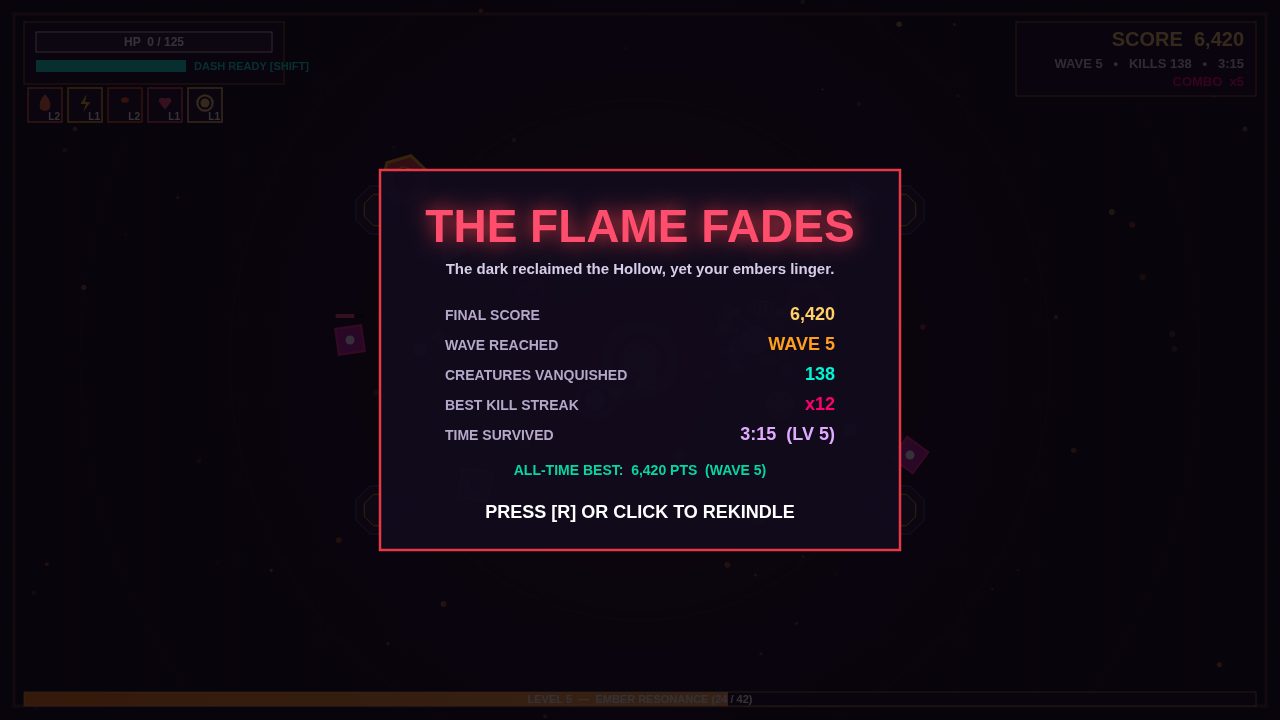 HP 0 / 125
DASH READY [SHIFT]
L2 L1 L2 L1 L1
SCORE 6,420
WAVE 5 • KILLS 138 • 3:15
COMBO x5
THE FLAME FADES
The dark reclaimed the Hollow, yet your embers linger.
FINAL SCORE 6,420
WAVE REACHED WAVE 5
CREATURES VANQUISHED 138
BEST KILL STREAK x12
TIME SURVIVED 3:15 (LV 5)
ALL-TIME BEST: 6,420 PTS (WAVE 5)
PRESS [R] OR CLICK TO REKINDLE
LEVEL 5 — EMBER RESONANCE (24 / 42)